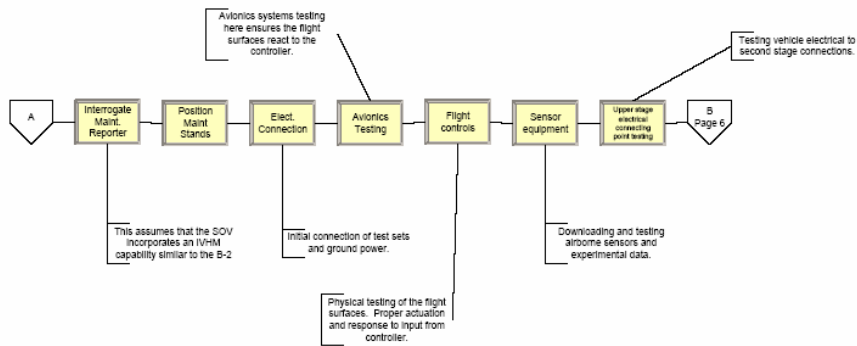 Avionics systems testing
here ensures the flight
surfaces react to the
controller.
Testing vehicle electrical to
second stage connections.
A
Interrogate
Maint.
Reporter
Position
Maint
Stands
Elect.
Connection
Avionics
Testing
Flight
controls
Sensor
equipment
Upper stage
electrical
connecting
point testing
B
Page 6
This assumes that the SOV
incorporates an IVHM
capability similar to the B-2
Initial connection of test sets
and ground power.
Downloading and testing
airborne sensors and
experimental data.
Physical testing of the flight
surfaces. Proper actuation
and response to input from
controller.